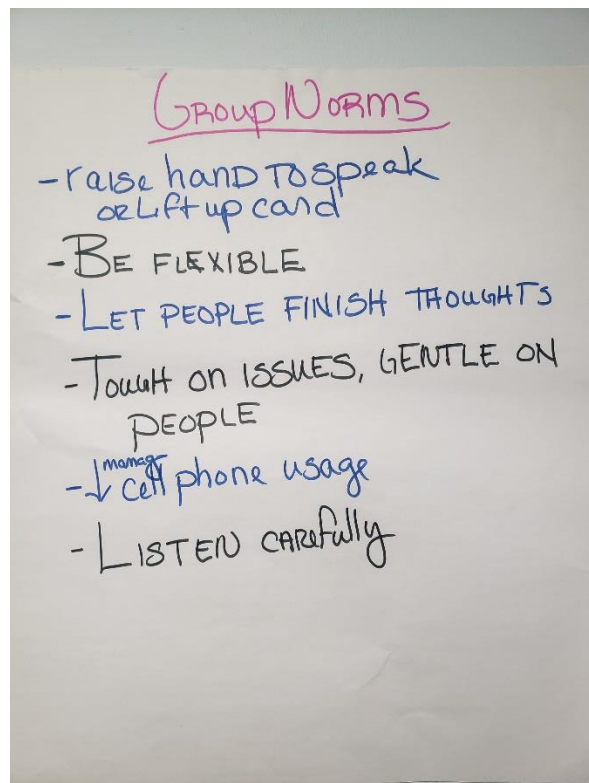 GROUP NORMS
- raise hand to speak
or lift up card
- BE FLEXIBLE
- LET PEOPLE FINISH THOUGHTS
- TOUGH ON ISSUES, GENTLE ON
PEOPLE
- ↓ manag cell phone usage
- LISTEN CAREfully